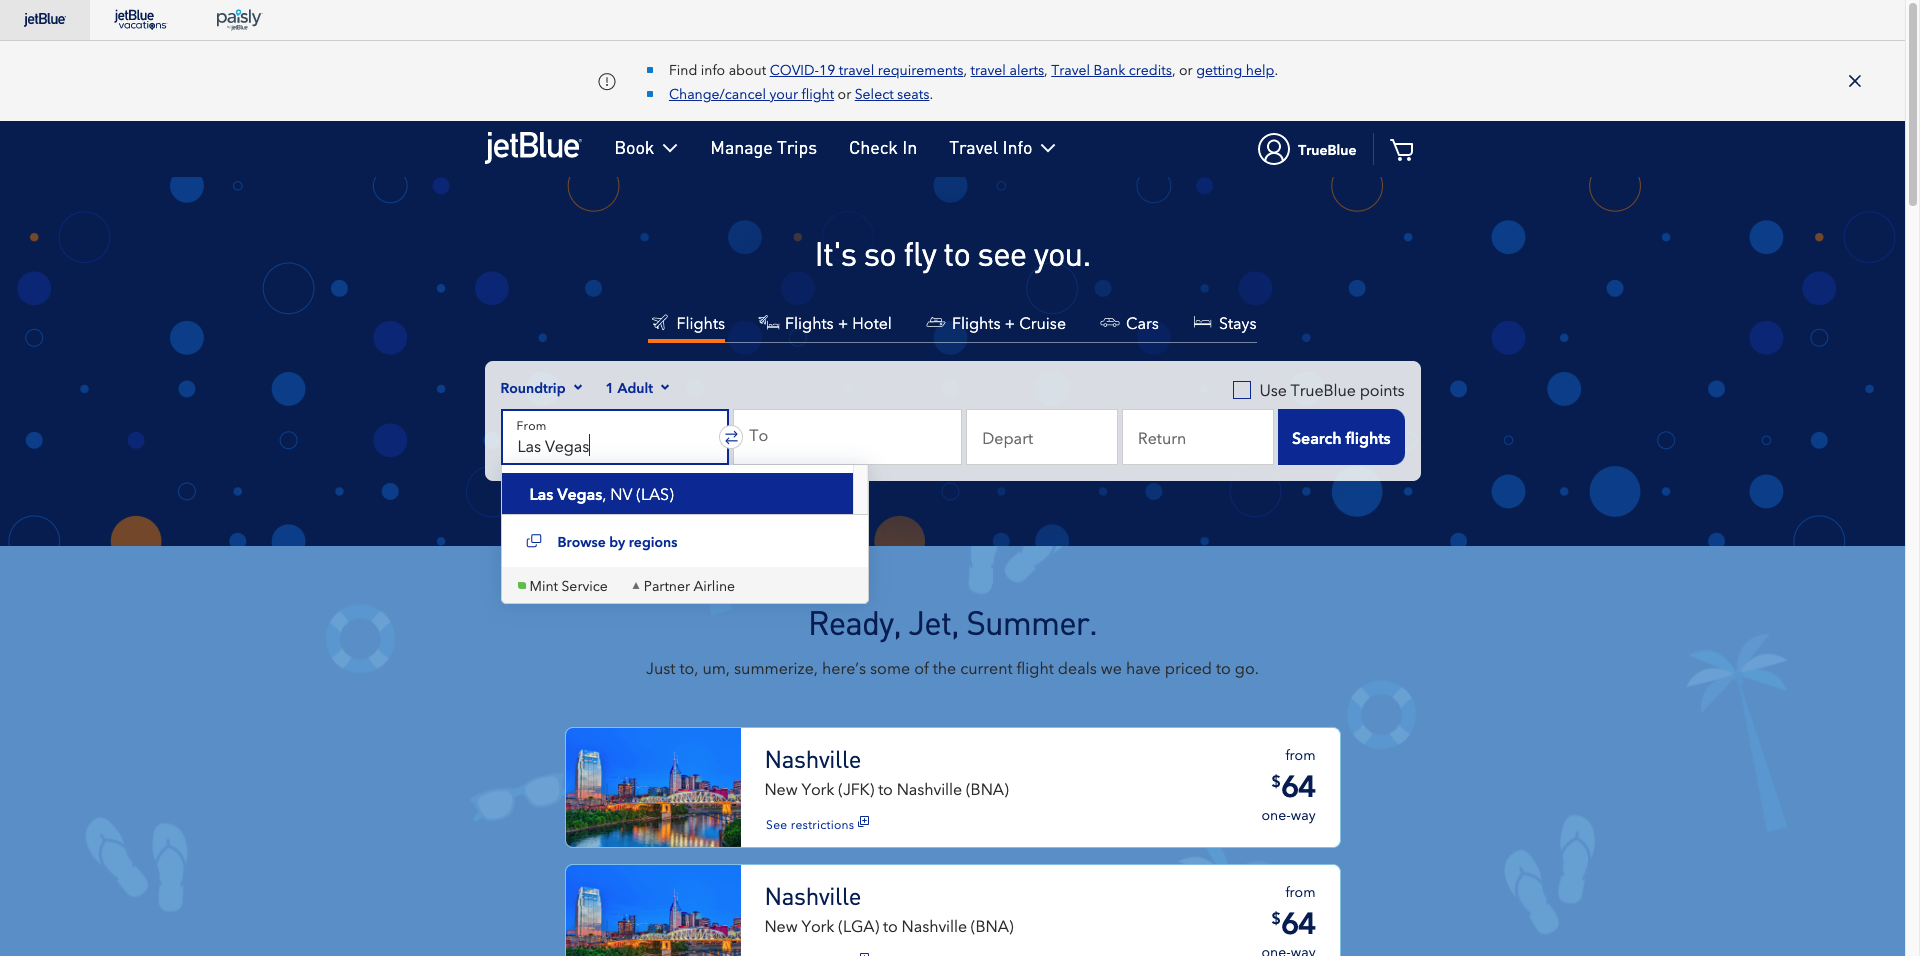 jetBlue
jetBlue
vacations
paisly
by jetBlue
Find info about COVID-19 travel requirements, travel alerts, Travel Bank credits, or getting help.
Change/cancel your flight or Select seats.
jetBlue
Book
Manage Trips
Check In
Travel Info
TrueBlue
It's so fly to see you.
Flights
Flights + Hotel
Flights + Cruise
Cars
Stays
Roundtrip
1 Adult
Use TrueBlue points
From
Las Vegas
To
Depart
Return
Search flights
Las Vegas, NV (LAS)
Browse by regions
Mint Service
Partner Airline
Ready, Jet, Summer.
Just to, um, summerize, here’s some of the current flight deals we have priced to go.
Nashville
New York (JFK) to Nashville (BNA)
See restrictions
from
$64
one-way
Nashville
New York (LGA) to Nashville (BNA)
from
$64
one-way